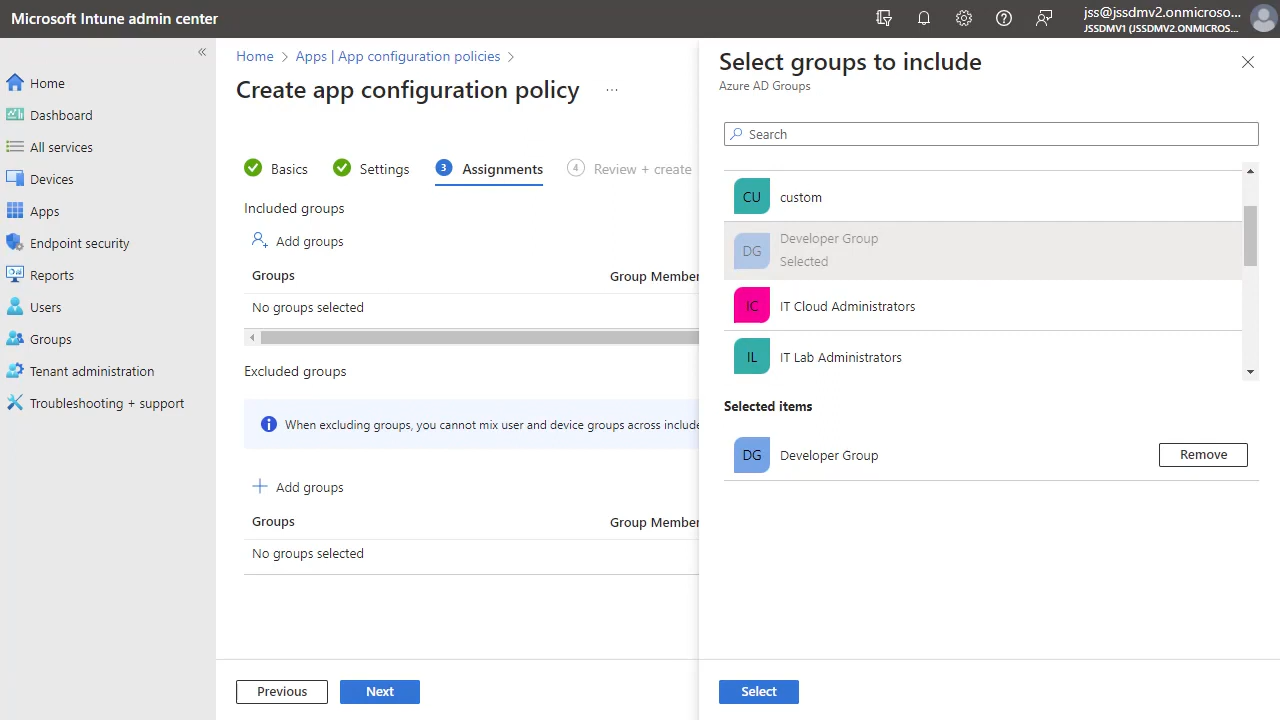 Microsoft Intune admin center
jss@jssdmv2.onmicroso...
JSSDMV1 (JSSDMV2.ONMICROS...
«
Home
Dashboard
All services
Devices
Apps
Endpoint security
Reports
Users
Groups
Tenant administration
Troubleshooting + support
Home > Apps | App configuration policies >
Create app configuration policy ...
Basics
Settings
3 Assignments
4 Review + create
Included groups
Add groups
Groups Group Member
No groups selected
Excluded groups
When excluding groups, you cannot mix user and device groups across include
Add groups
Groups Group Member
No groups selected
Previous
Next
Select groups to include
Azure AD Groups
Search
CU custom
DG Developer Group
Selected
IC IT Cloud Administrators
IL IT Lab Administrators
Selected items
DG Developer Group Remove
Select